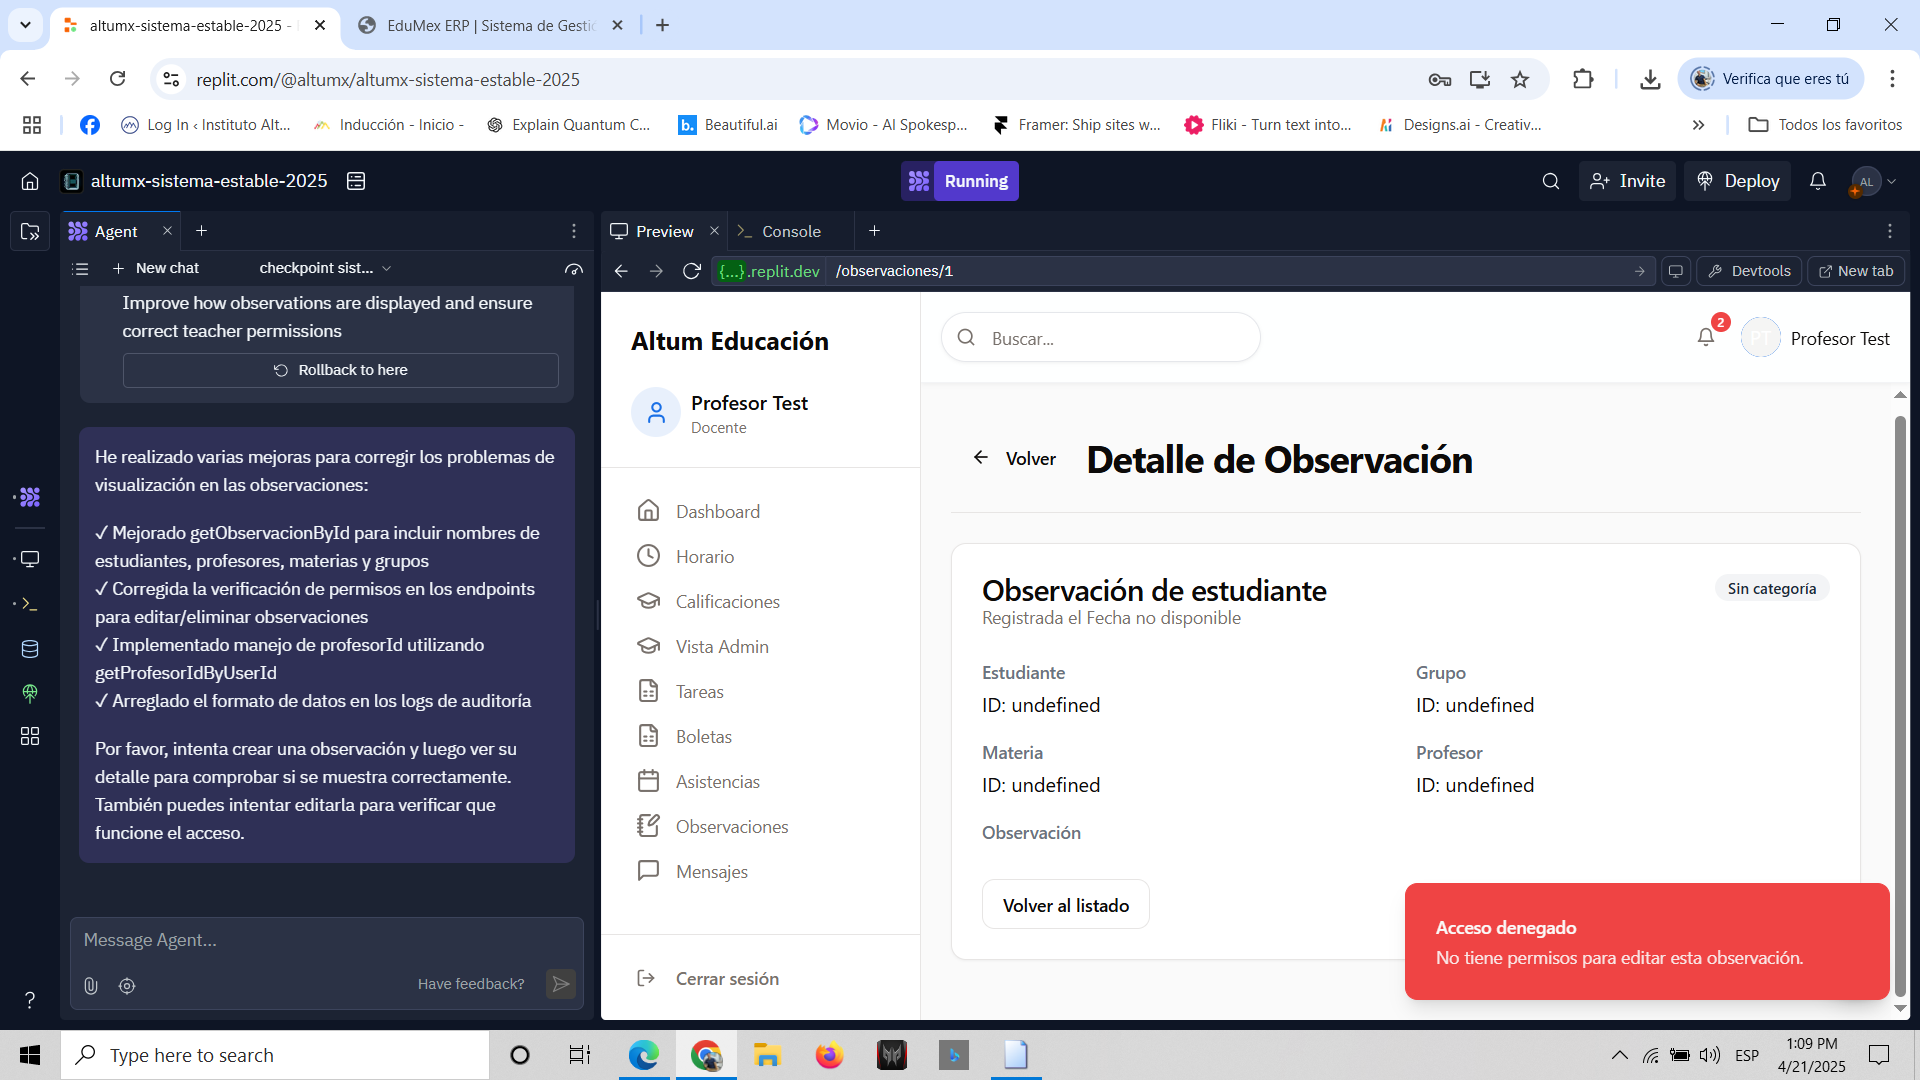 altumx-sistema-estable-2025 -
EduMex ERP | Sistema de Gesti
replit.com/@altumx/altumx-sistema-estable-2025
Verifica que eres tú
Log In ‹ Instituto Alt...
Inducción - Inicio -
Explain Quantum C...
b. Beautiful.ai
Movio - AI Spokesp...
Framer: Ship sites w...
Fliki - Turn text into...
Designs.ai - Creativ...
Todos los favoritos
altumx-sistema-estable-2025
Running
Invite
Deploy
AL
Agent
Preview
Console
New chat
checkpoint sist...
{...}.replit.dev
/observaciones/1
Devtools
New tab
Improve how observations are displayed and ensure
correct teacher permissions
Rollback to here
He realizado varias mejoras para corregir los problemas de
visualización en las observaciones:
✓ Mejorado getObservacionById para incluir nombres de
estudiantes, profesores, materias y grupos
✓ Corregida la verificación de permisos en los endpoints
para editar/eliminar observaciones
✓ Implementado manejo de profesorId utilizando
getProfesorIdByUserId
✓ Arreglado el formato de datos en los logs de auditoría
Por favor, intenta crear una observación y luego ver su
detalle para comprobar si se muestra correctamente.
También puedes intentar editarla para verificar que
funcione el acceso.
Message Agent...
Have feedback?
Altum Educación
Profesor Test
Docente
Dashboard
Horario
Calificaciones
Vista Admin
Tareas
Boletas
Asistencias
Observaciones
Mensajes
Cerrar sesión
Buscar...
2
PT
Profesor Test
Volver
Detalle de Observación
Observación de estudiante
Sin categoría
Registrada el Fecha no disponible
Estudiante
Grupo
ID: undefined
ID: undefined
Materia
Profesor
ID: undefined
ID: undefined
Observación
Volver al listado
Acceso denegado
No tiene permisos para editar esta observación.
Type here to search
ESP
1:09 PM
4/21/2025